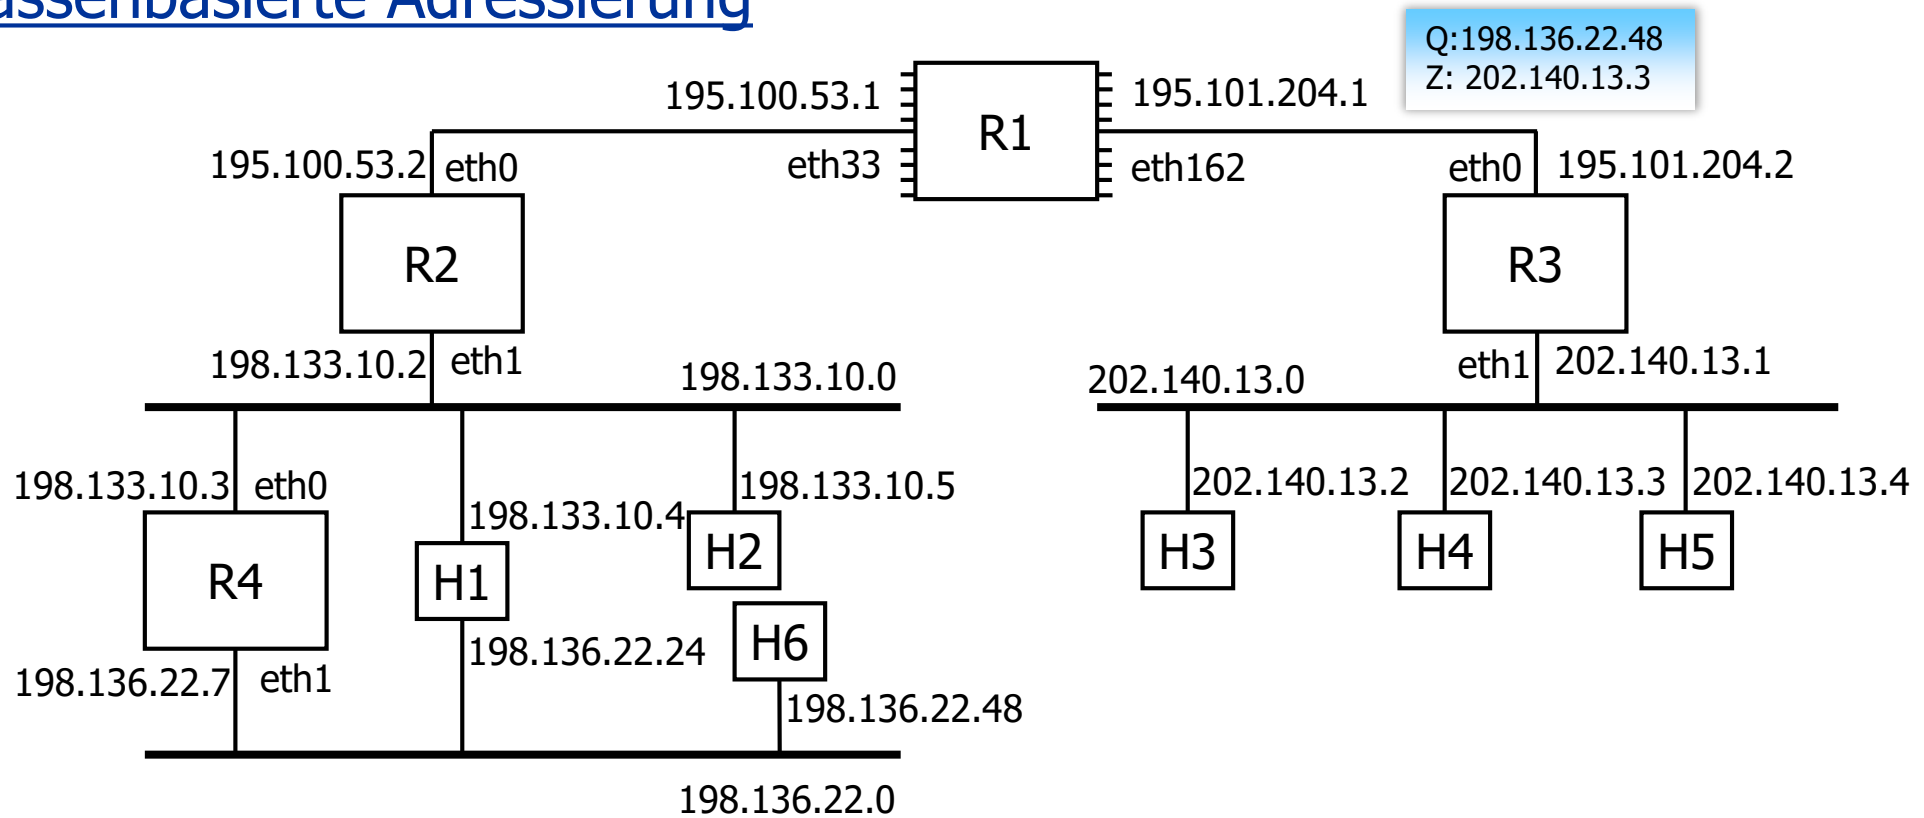 Adressierung
Q:198.136.22.48
Z: 202.140.13.3
195.100.53.1
R1
195.101.204.1
195.100.53.2
eth0
eth33
eth162
eth0
195.101.204.2
R2
R3
198.133.10.2
eth1
198.133.10.0
202.140.13.0
eth1
202.140.13.1
198.133.10.3
eth0
198.133.10.4
198.133.10.5
202.140.13.2
202.140.13.3
202.140.13.4
R4
H1
H2
H3
H4
H5
H6
198.136.22.7
eth1
198.136.22.24
198.136.22.48
198.136.22.0